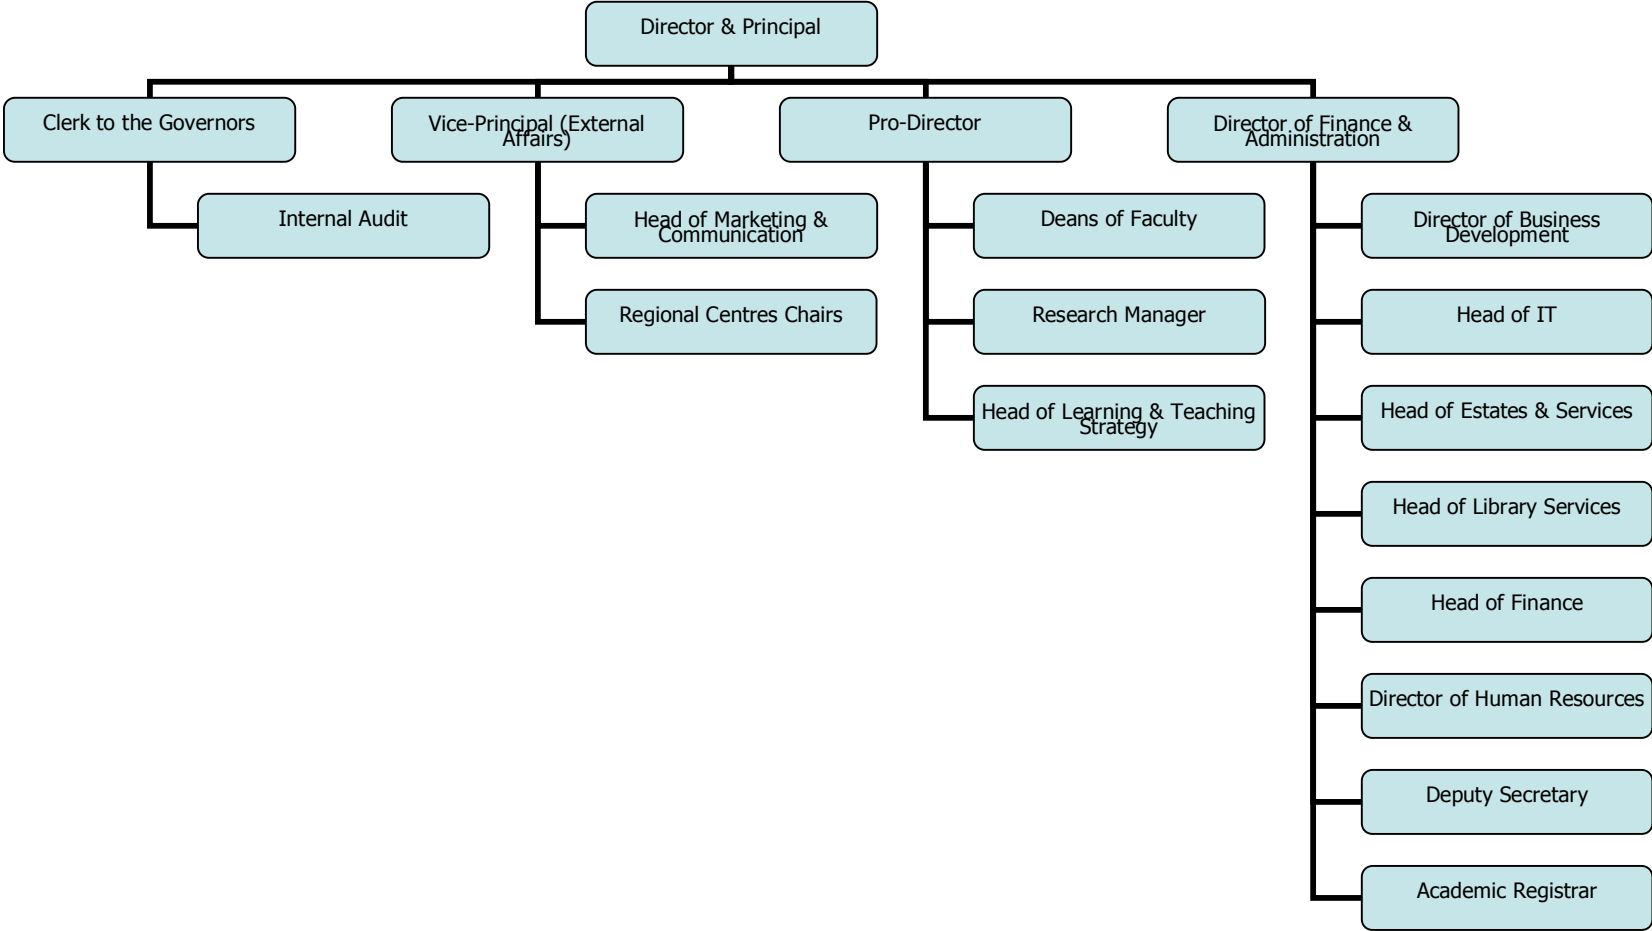 Director & Principal
Clerk to the Governors
Vice-Principal (External
Affairs)
Pro-Director
Director of Finance &
Administration
Internal Audit
Head of Marketing &
Communication
Deans of Faculty
Director of Business
Development
Regional Centres Chairs
Research Manager
Head of IT
Head of Learning & Teaching
Strategy
Head of Estates & Services
Head of Library Services
Head of Finance
Director of Human Resources
Deputy Secretary
Academic Registrar